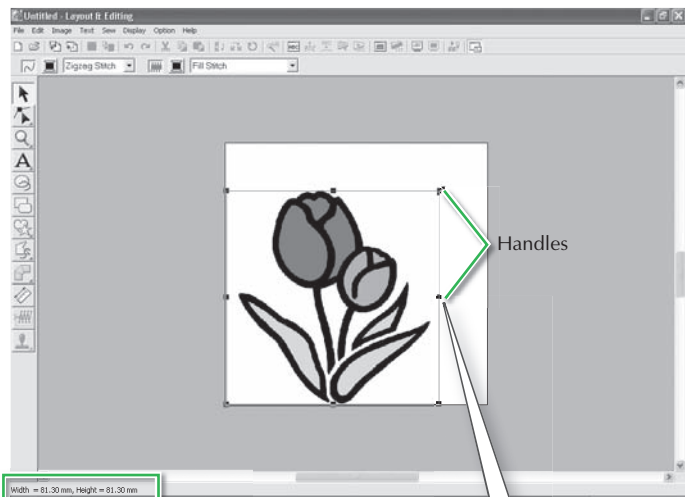 Untitled - Layout & Editing
File Edit Image Text Sew Display Option Help
Zigzag Stitch Fill Stitch
A
Handles
Width = 81.30 mm, Height = 81.30 mm